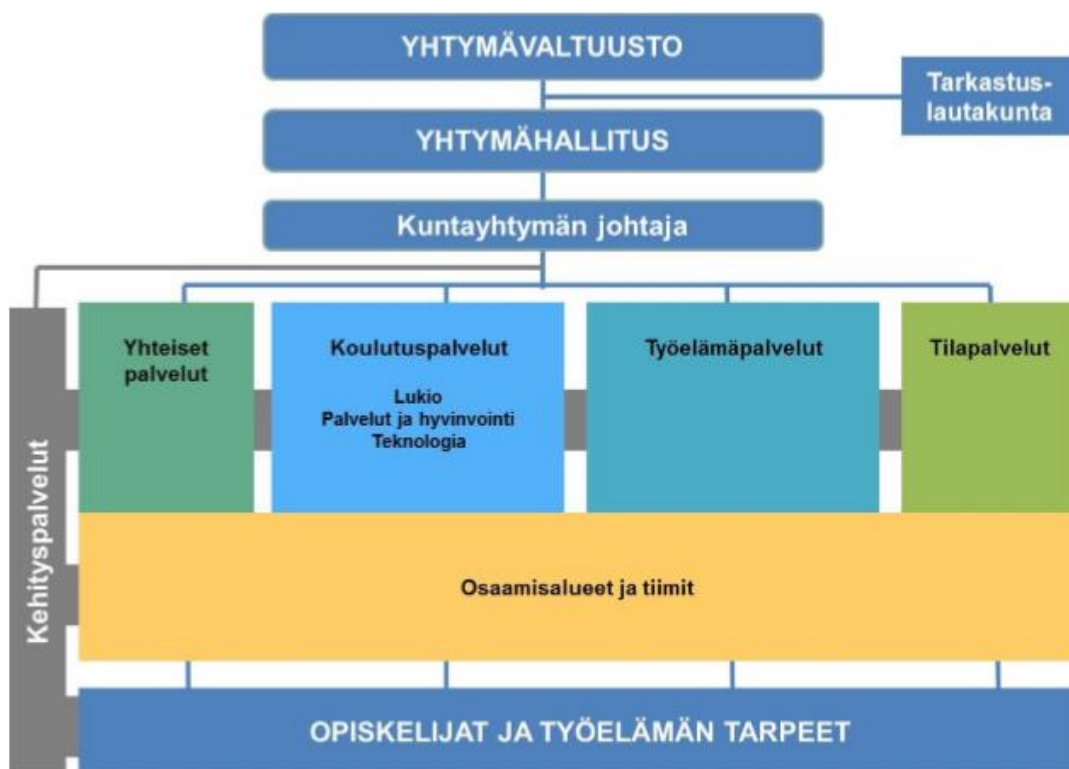 YHTYMÄVALTUUSTO
Tarkastus-
lautakunta
YHTYMÄHALLITUS
Kuntayhtymän johtaja
Yhteiset
palvelut
Koulutuspalvelut
Lukio
Palvelut ja hyvinvointi
Teknologia
Työelämäpalvelut
Tilapalvelut
Kehityspalvelut
Osaamisalueet ja tiimit
OPISKELIJAT JA TYÖELÄMÄN TARPEET